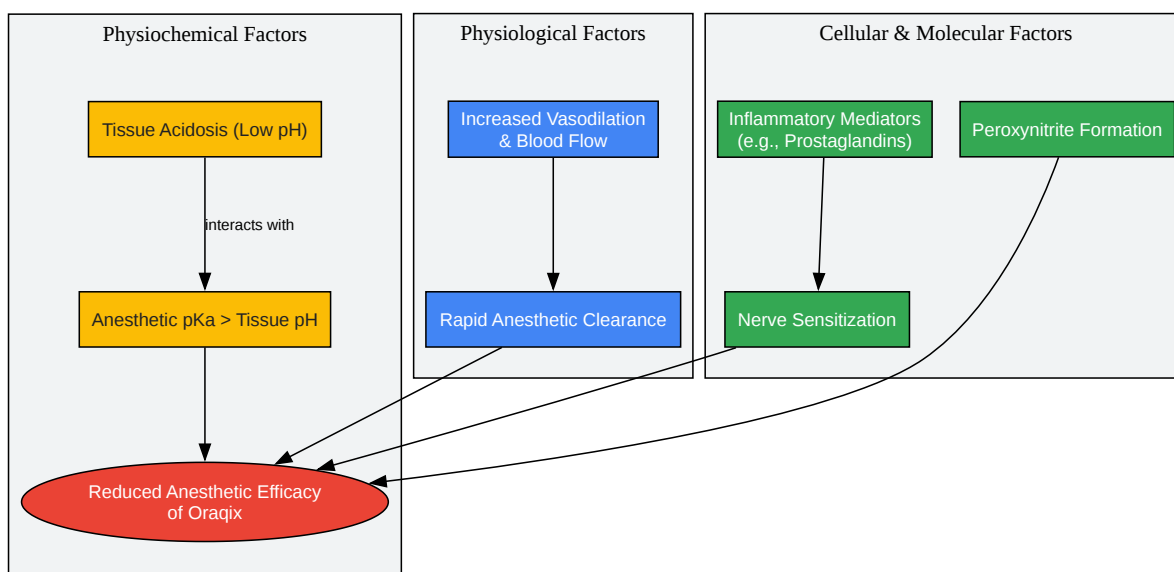 Physiochemical Factors
Physiological Factors
Cellular & Molecular Factors
Tissue Acidosis (Low pH)
Increased Vasodilation
& Blood Flow
Inflammatory Mediators
(e.g., Prostaglandins)
Peroxynitrite Formation
interacts with
Anesthetic pKa > Tissue pH
Rapid Anesthetic Clearance
Nerve Sensitization
Reduced Anesthetic Efficacy
of Oraqix